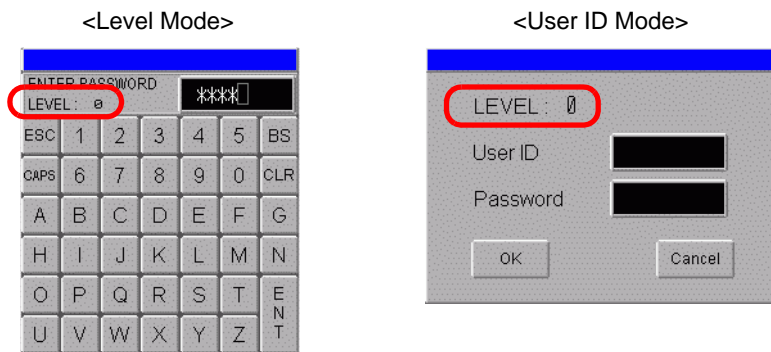 <Level Mode>
ENTER PASSWORD
LEVEL : 0
****
ESC 1 2 3 4 5 BS
CAPS 6 7 8 9 0 CLR
A B C D E F G
H I J K L M N
O P Q R S T ENT
U V W X Y Z
<User ID Mode>
LEVEL : 0
User ID
Password
OK Cancel